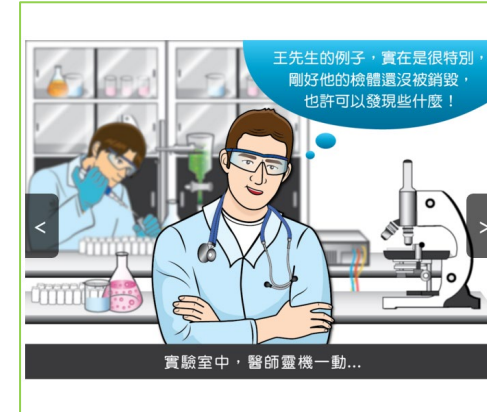 王先生的例子，實在是很特別，
剛好他的檢體還沒被銷毀，
也許可以發現些什麼！
<
>
實驗室中，醫師靈機一動...